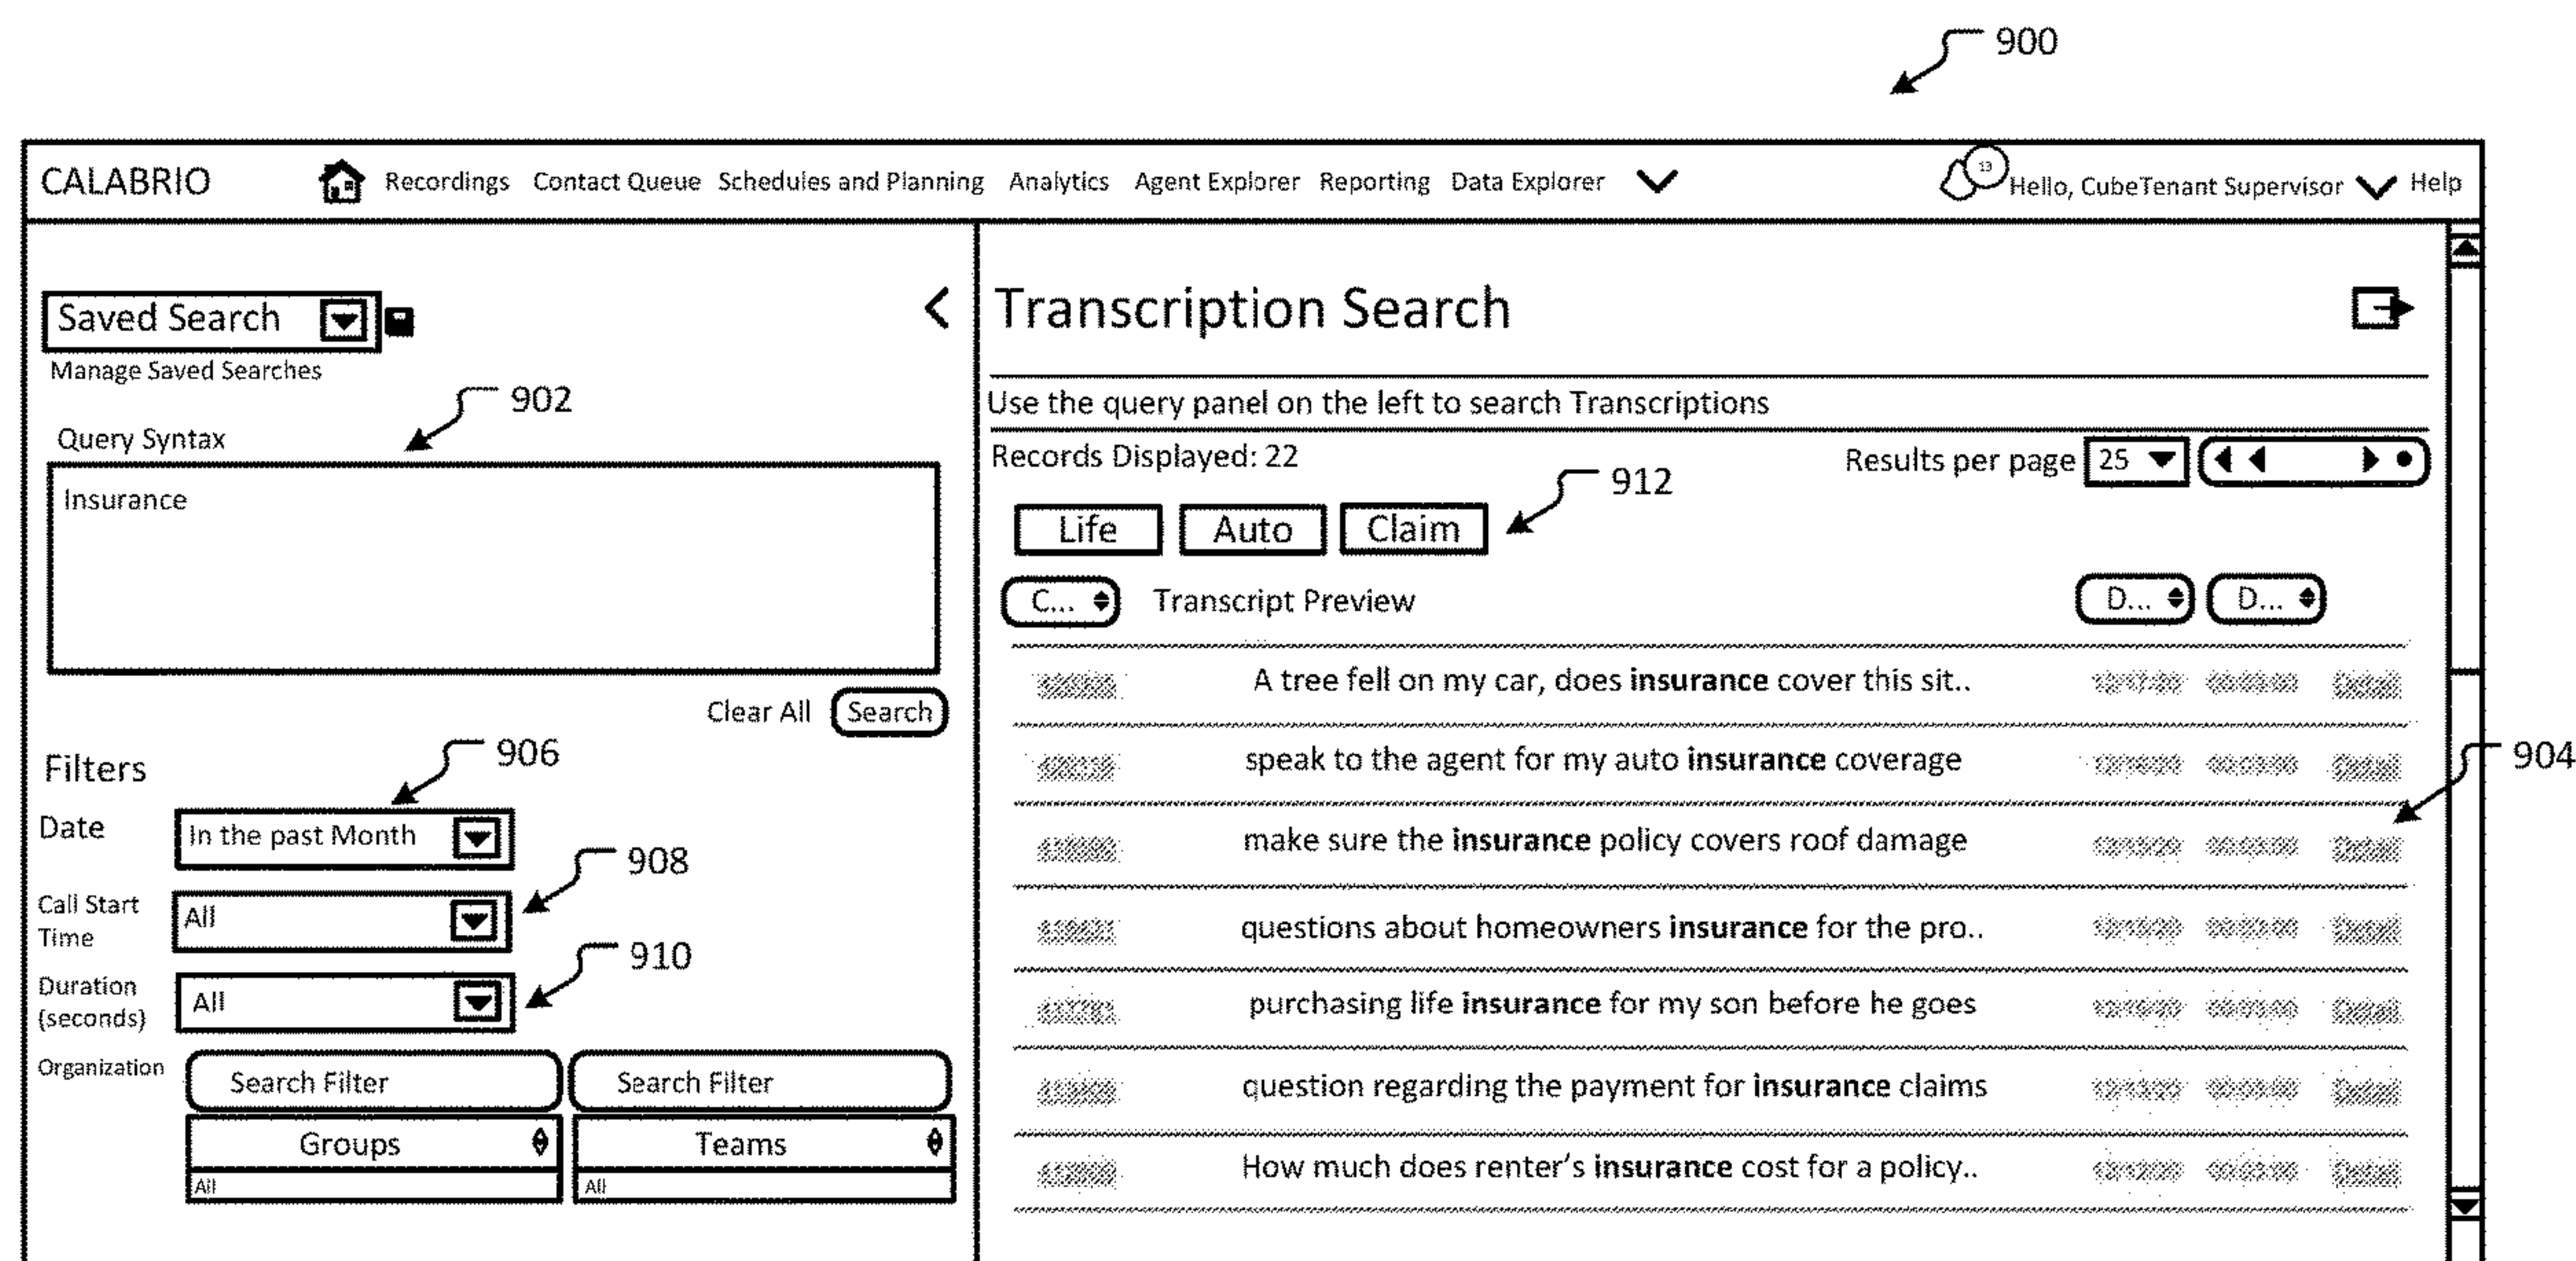 900
CALABRIO Recordings Contact Queue Schedules and Planning Analytics Agent Explorer Reporting Data Explorer 13 Hello, CubeTenant Supervisor Help
Saved Search
Manage Saved Searches
902
Query Syntax
Insurance
Clear All Search
Filters
906
Date In the past Month
908
Call Start Time All
910
Duration (seconds) All
Organization Search Filter Search Filter
Groups Teams
All All
Transcription Search
Use the query panel on the left to search Transcriptions
Records Displayed: 22 Results per page 25
912
Life Auto Claim
C... Transcript Preview D... D...
A tree fell on my car, does insurance cover this sit.. Detail
speak to the agent for my auto insurance coverage Detail
904
make sure the insurance policy covers roof damage Detail
questions about homeowners insurance for the pro.. Detail
purchasing life insurance for my son before he goes Detail
question regarding the payment for insurance claims Detail
How much does renter's insurance cost for a policy.. Detail